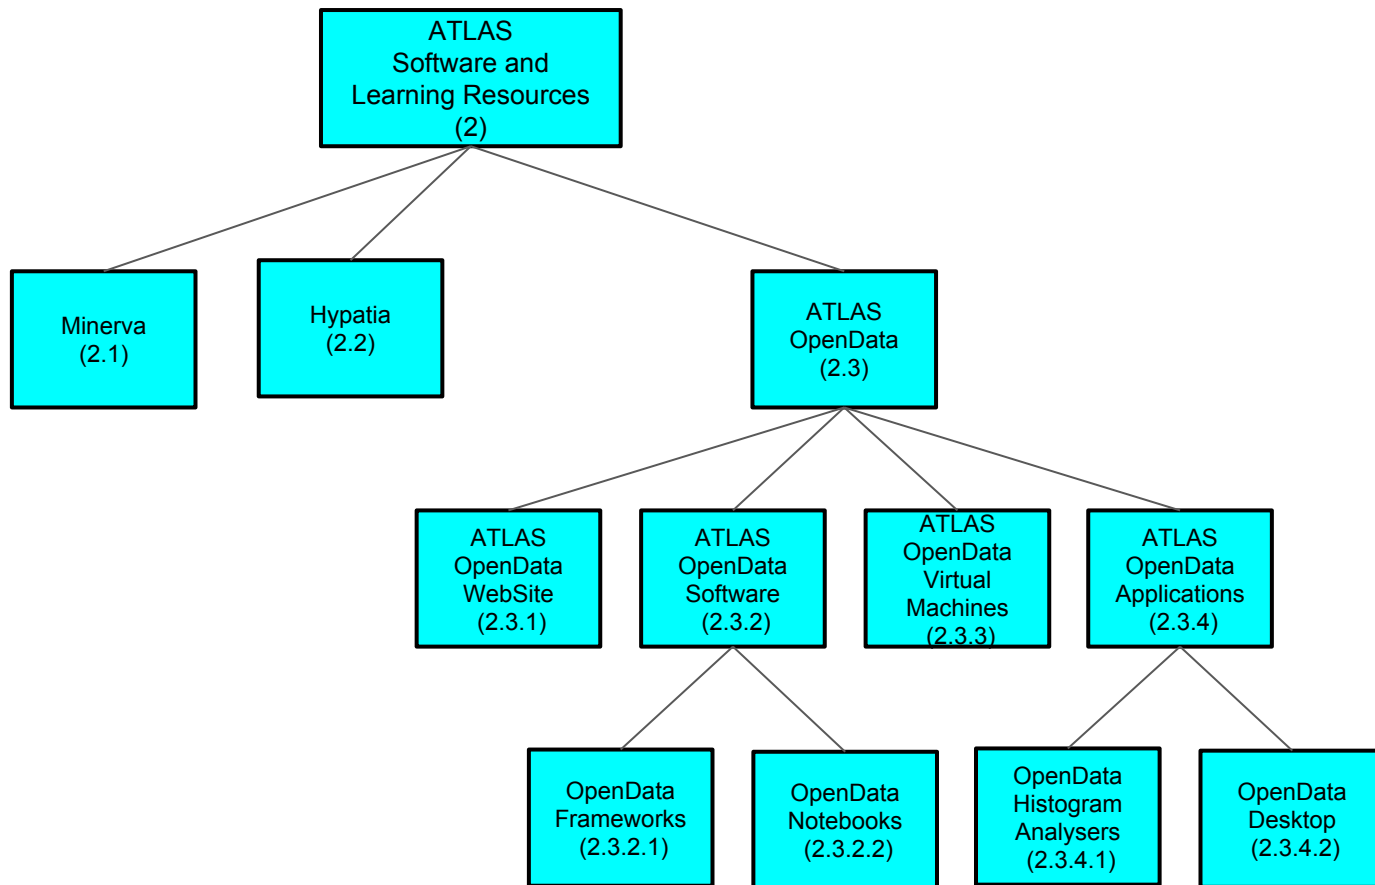 ATLAS
Software and
Learning Resources
(2)
Minerva
(2.1)
Hypatia
(2.2)
ATLAS
OpenData
(2.3)
ATLAS
OpenData
WebSite
(2.3.1)
ATLAS
OpenData
Software
(2.3.2)
ATLAS
OpenData
Virtual
Machines
(2.3.3)
ATLAS
OpenData
Applications
(2.3.4)
OpenData
Frameworks
(2.3.2.1)
OpenData
Notebooks
(2.3.2.2)
OpenData
Histogram
Analysers
(2.3.4.1)
OpenData
Desktop
(2.3.4.2)